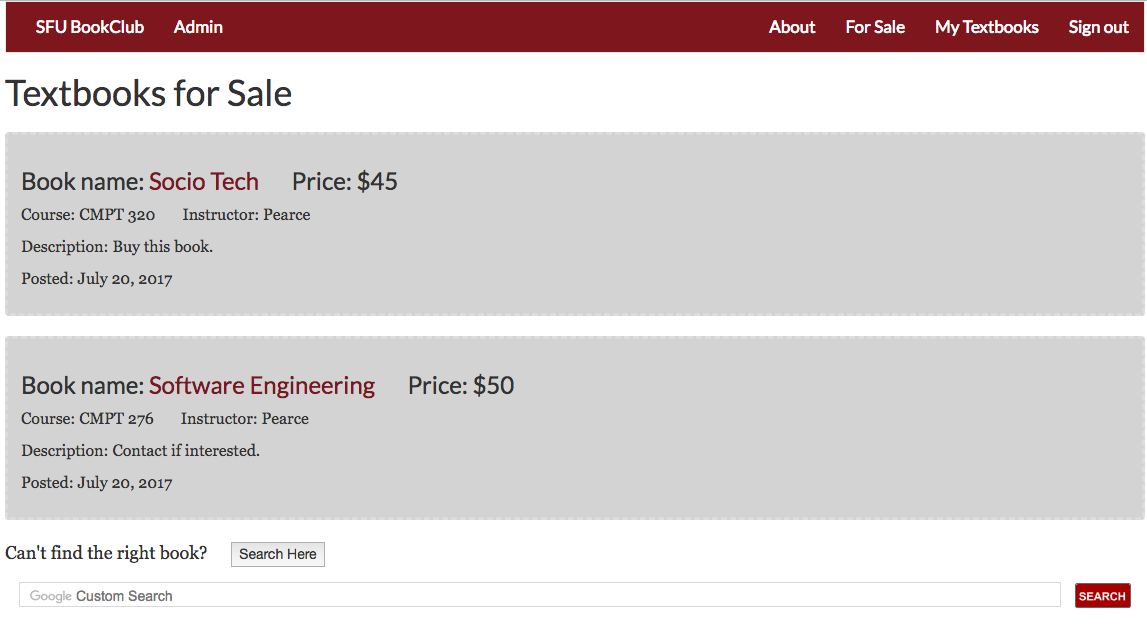 SFU BookClub Admin About For Sale My Textbooks Sign out
Textbooks for Sale
Book name: Socio Tech Price: $45
Course: CMPT 320 Instructor: Pearce
Description: Buy this book.
Posted: July 20, 2017
Book name: Software Engineering Price: $50
Course: CMPT 276 Instructor: Pearce
Description: Contact if interested.
Posted: July 20, 2017
Can't find the right book? Search Here
Google Custom Search SEARCH